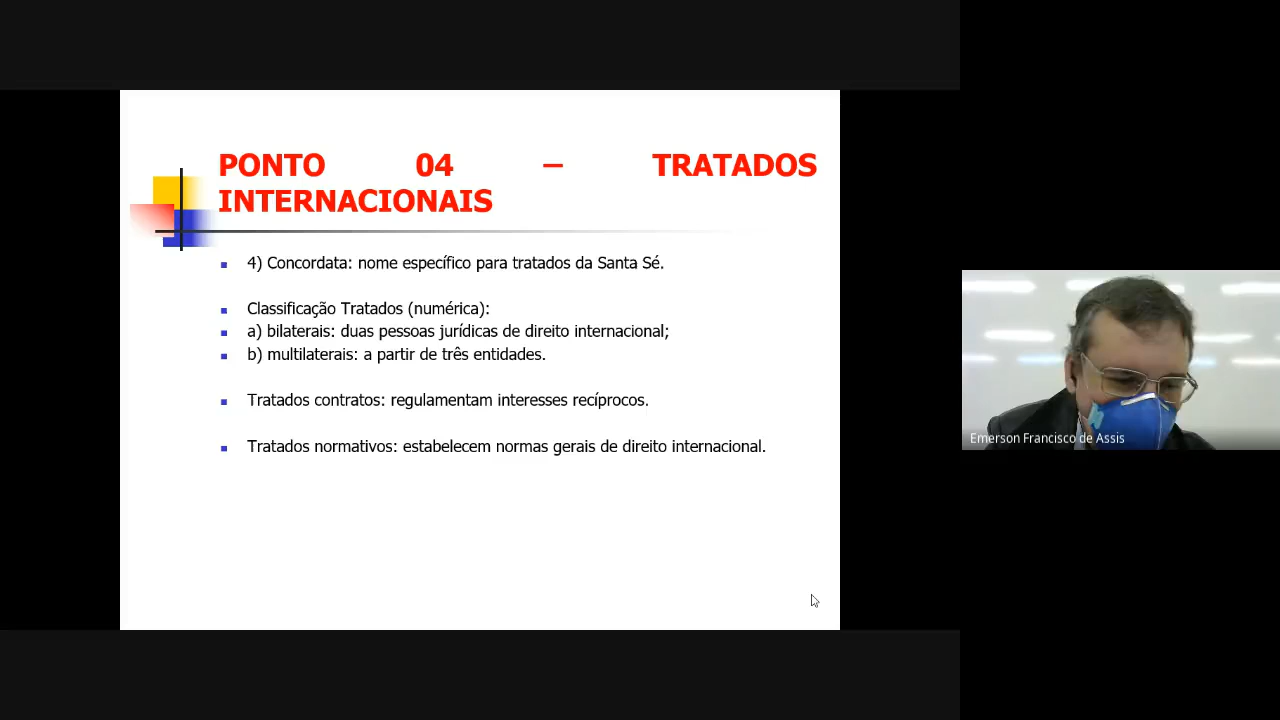 PONTO 04 – TRATADOS
INTERNACIONAIS
4) Concordata: nome específico para tratados da Santa Sé.
Classificação Tratados (numérica):
a) bilaterais: duas pessoas jurídicas de direito internacional;
b) multilaterais: a partir de três entidades.
Tratados contratos: regulamentam interesses recíprocos.
Tratados normativos: estabelecem normas gerais de direito internacional.
Emerson Francisco de Assis